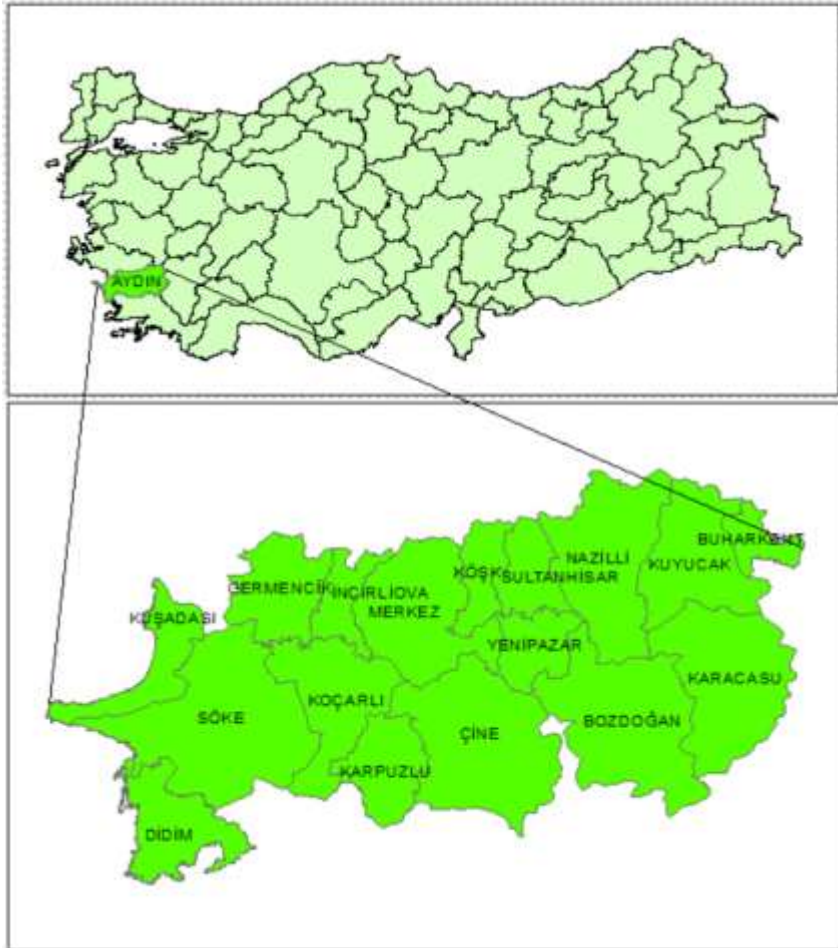 AYDIN
BUHARKENT
NAZİLLİ
KUYUCAK
KÖŞK
SULTANHİSAR
GERMENCİK
İNCİRLİOVA
MERKEZ
KUŞADASI
YENİPAZAR
KARACASU
KOÇARLI
SÖKE
ÇİNE
BOZDOĞAN
KARPUZLU
DİDİM